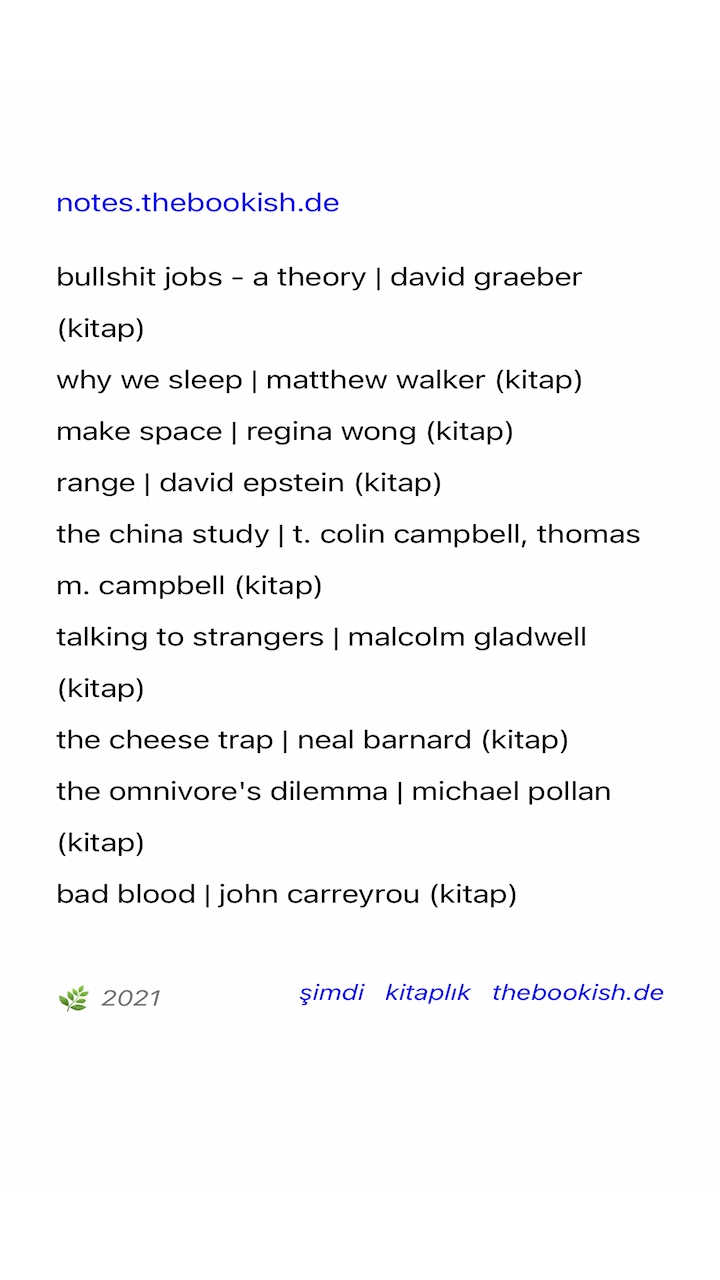 notes.thebookish.de
bullshit jobs – a theory | david graeber
(kitap)
why we sleep | matthew walker (kitap)
make space | regina wong (kitap)
range | david epstein (kitap)
the china study | t. colin campbell, thomas
m. campbell (kitap)
talking to strangers | malcolm gladwell
(kitap)
the cheese trap | neal barnard (kitap)
the omnivore's dilemma | michael pollan
(kitap)
bad blood | john carreyrou (kitap)
🌿 2021 şimdi kitaplık thebookish.de